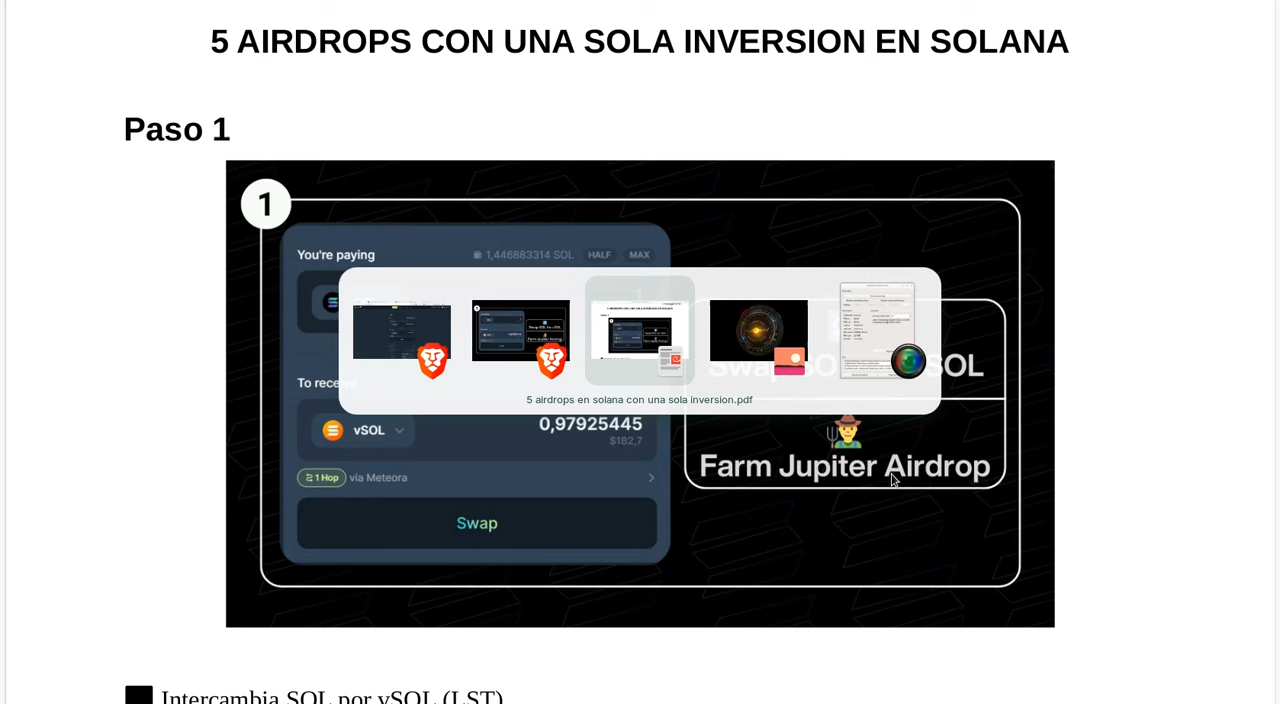 5 AIRDROPS CON UNA SOLA INVERSION EN SOLANA
Paso 1
1
You're paying
1,446883314 SOL
HALF
MAX
To rece
vSOL
0,97925445
$182,7
1 Hop
via Meteora
Swap
Swap SO
SOL
Farm Jupiter Airdrop
5 airdrops en solana con una sola inversion.pdf
Intercambia SOL por vSOL (LST)